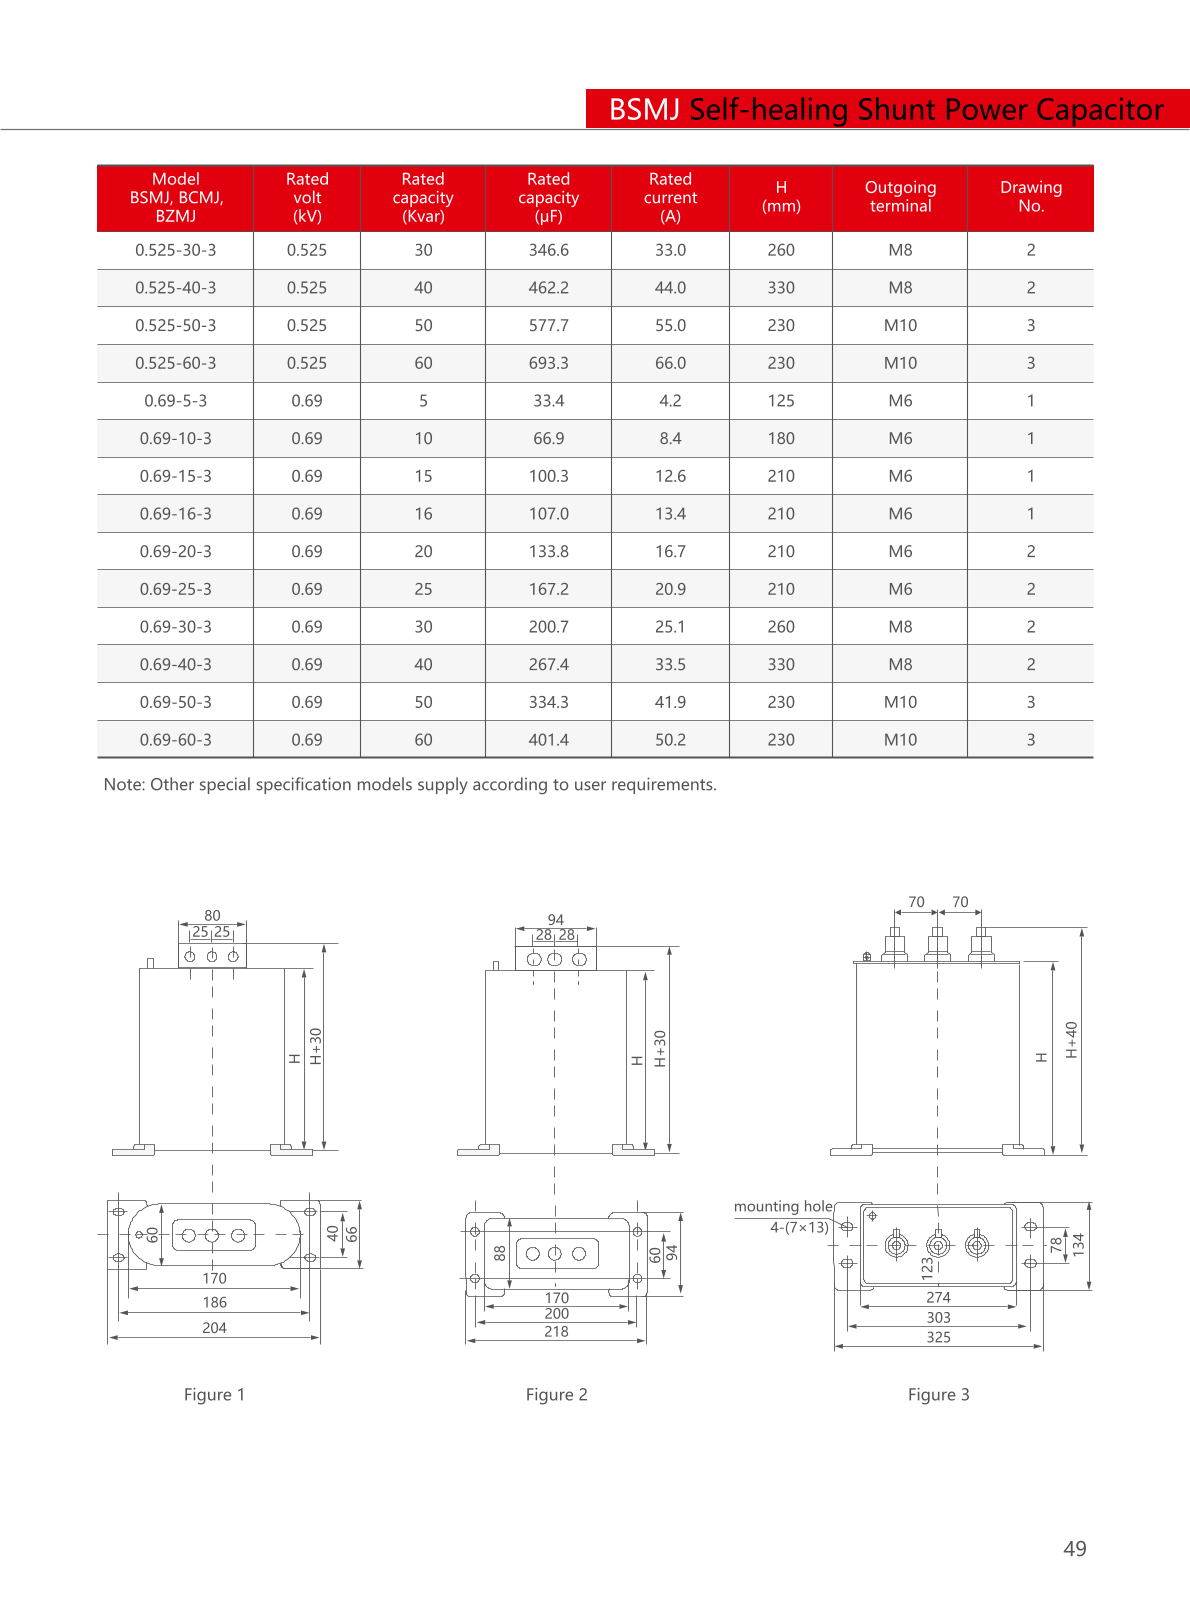 BSMJ Self-healing Shunt Power Capacitor
Model BSMJ, BCMJ, BZMJ | Rated volt (kV) | Rated capacity (Kvar) | Rated capacity (μF) | Rated current (A) | H (mm) | Outgoing terminal | Drawing No.
0.525-30-3 0.525 30 346.6 33.0 260 M8 2
0.525-40-3 0.525 40 462.2 44.0 330 M8 2
0.525-50-3 0.525 50 577.7 55.0 230 M10 3
0.525-60-3 0.525 60 693.3 66.0 230 M10 3
0.69-5-3 0.69 5 33.4 4.2 125 M6 1
0.69-10-3 0.69 10 66.9 8.4 180 M6 1
0.69-15-3 0.69 15 100.3 12.6 210 M6 1
0.69-16-3 0.69 16 107.0 13.4 210 M6 1
0.69-20-3 0.69 20 133.8 16.7 210 M6 2
0.69-25-3 0.69 25 167.2 20.9 210 M6 2
0.69-30-3 0.69 30 200.7 25.1 260 M8 2
0.69-40-3 0.69 40 267.4 33.5 330 M8 2
0.69-50-3 0.69 50 334.3 41.9 230 M10 3
0.69-60-3 0.69 60 401.4 50.2 230 M10 3
Note: Other special specification models supply according to user requirements.
80
25 25
H
H+30
60
40
66
170
186
204
Figure 1
94
28 28
H
H+30
88
60
94
170
200
218
Figure 2
70 70
H
H+40
mounting hole
4-(7×13)
123
78
134
274
303
325
Figure 3
49